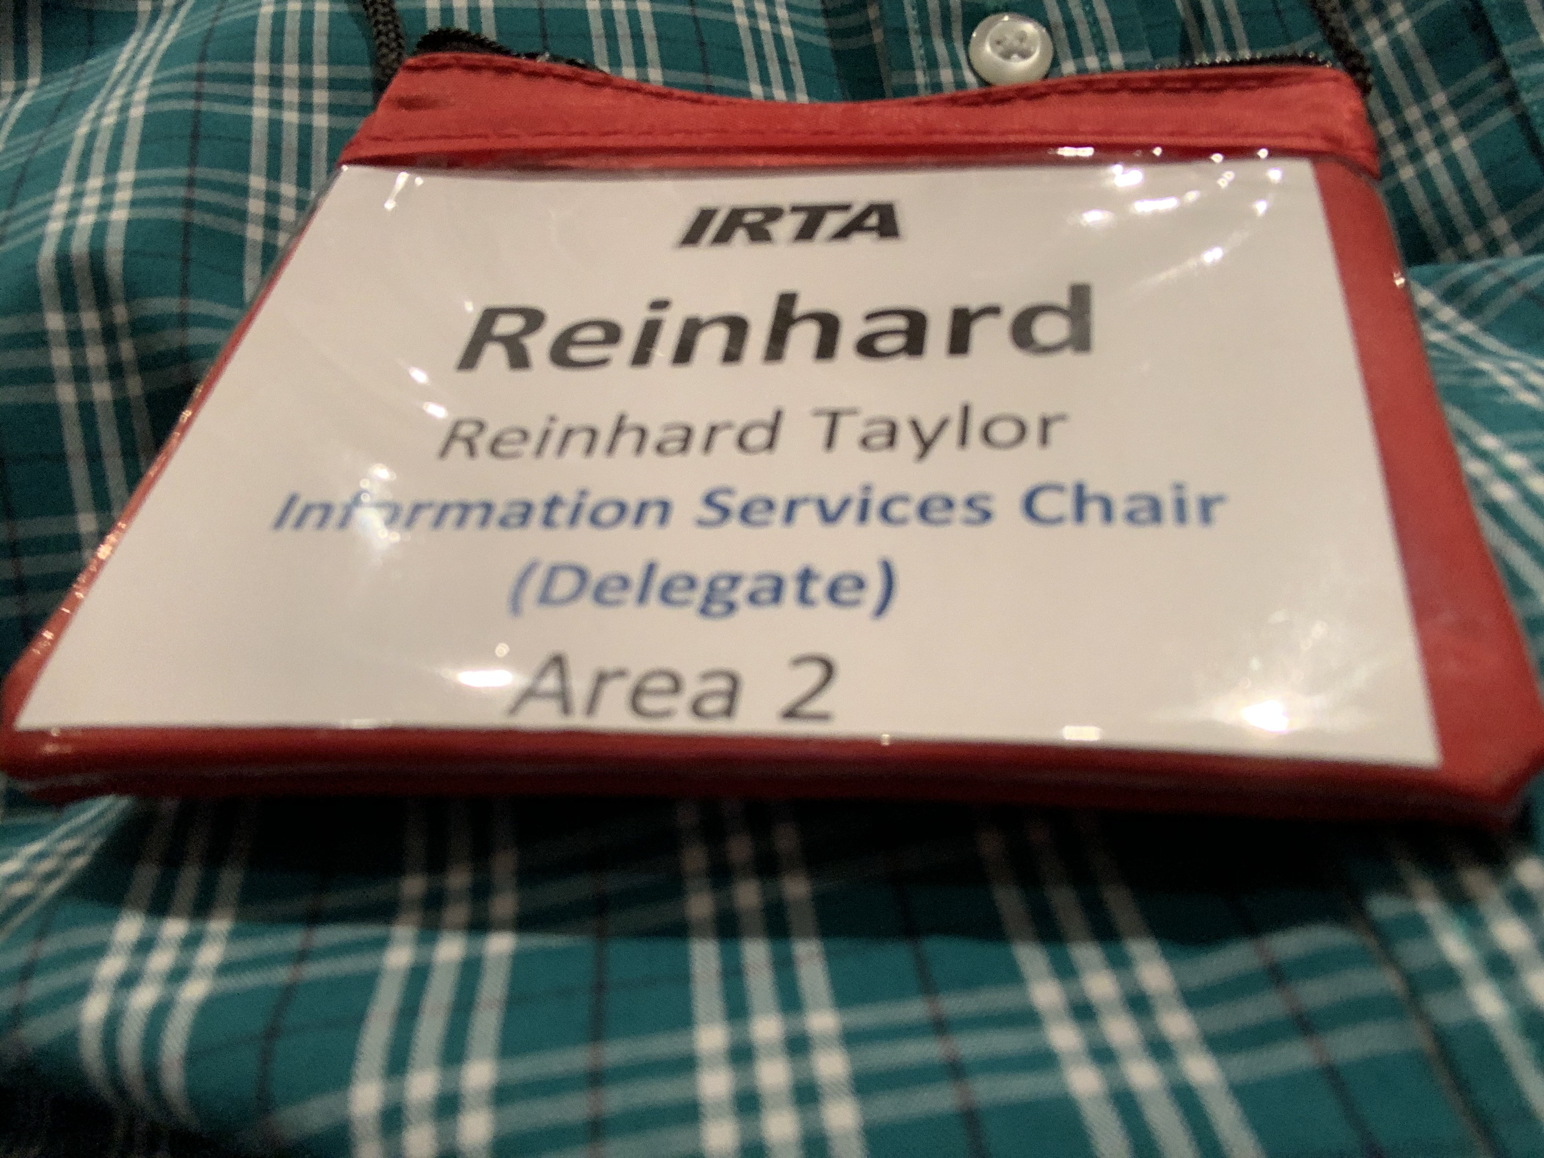 IRTA
Reinhard
Reinhard Taylor
Information Services Chair
(Delegate)
Area 2